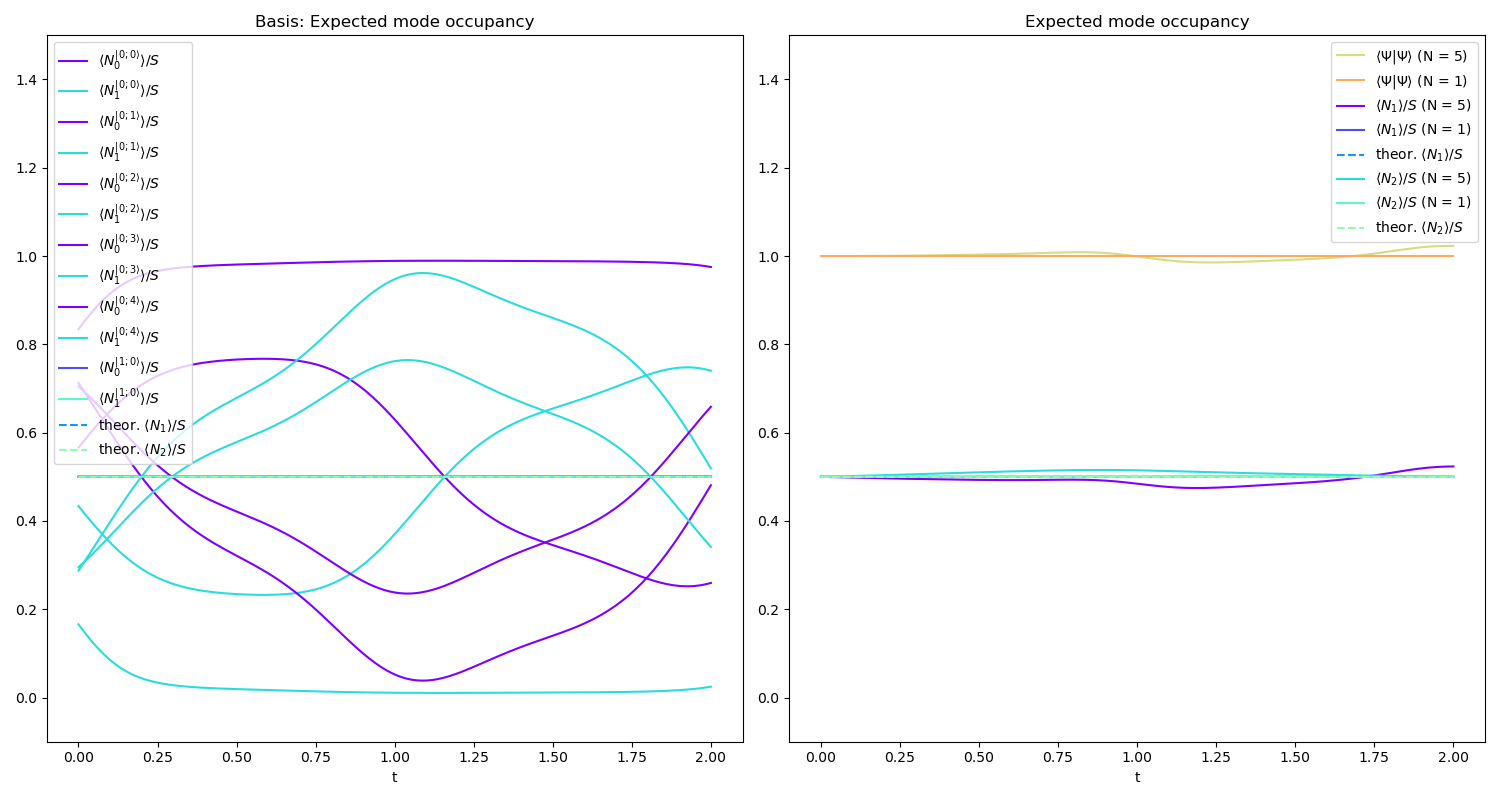 Basis: Expected mode occupancy
⟨N_0^{|0; 0⟩}⟩/S
⟨N_1^{|0; 0⟩}⟩/S
⟨N_0^{|0; 1⟩}⟩/S
⟨N_1^{|0; 1⟩}⟩/S
⟨N_0^{|0; 2⟩}⟩/S
⟨N_1^{|0; 2⟩}⟩/S
⟨N_0^{|0; 3⟩}⟩/S
⟨N_1^{|0; 3⟩}⟩/S
⟨N_0^{|0; 4⟩}⟩/S
⟨N_1^{|0; 4⟩}⟩/S
⟨N_0^{|1; 0⟩}⟩/S
⟨N_1^{|1; 0⟩}⟩/S
theor. ⟨N_1⟩/S
theor. ⟨N_2⟩/S
1.4
1.2
1.0
0.8
0.6
0.4
0.2
0.0
0.00 0.25 0.50 0.75 1.00 1.25 1.50 1.75 2.00
t
Expected mode occupancy
⟨Ψ|Ψ⟩ (N = 5)
⟨Ψ|Ψ⟩ (N = 1)
⟨N_1⟩/S (N = 5)
⟨N_1⟩/S (N = 1)
theor. ⟨N_1⟩/S
⟨N_2⟩/S (N = 5)
⟨N_2⟩/S (N = 1)
theor. ⟨N_2⟩/S
1.4
1.2
1.0
0.8
0.6
0.4
0.2
0.0
0.00 0.25 0.50 0.75 1.00 1.25 1.50 1.75 2.00
t